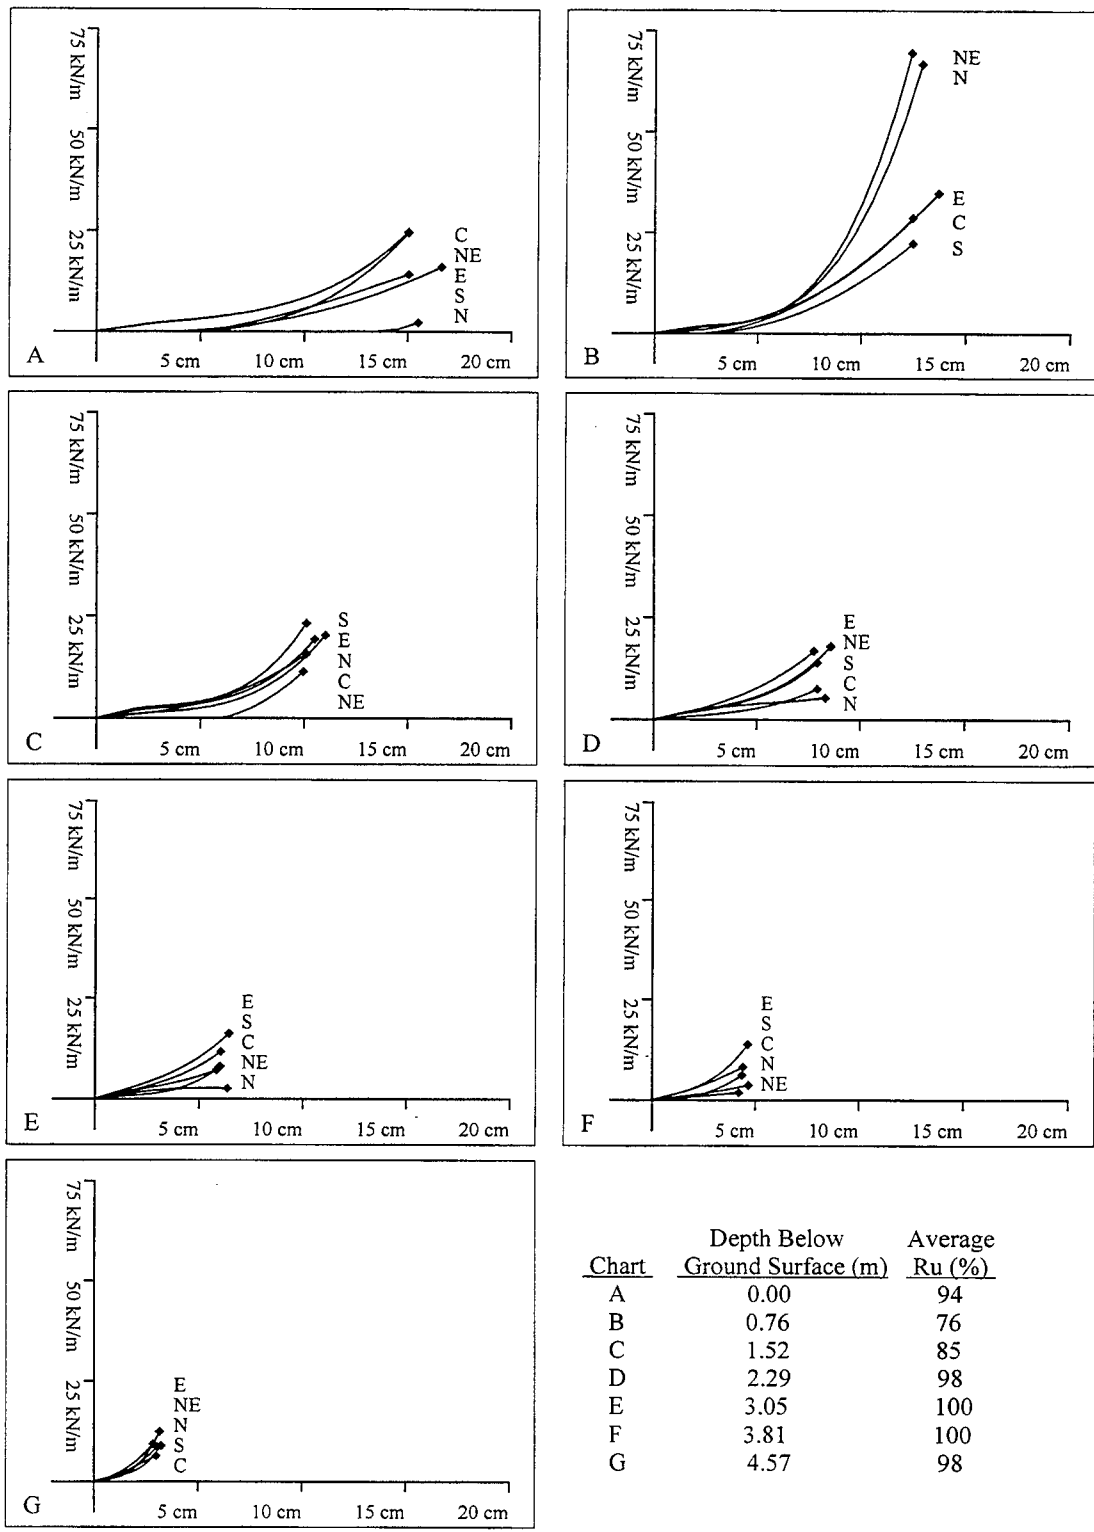 75 kN/m
50 kN/m
25 kN/m
C
NE
E
S
N
A
5 cm 10 cm 15 cm 20 cm
75 kN/m
50 kN/m
25 kN/m
NE
N
E
C
S
B
5 cm 10 cm 15 cm 20 cm
75 kN/m
50 kN/m
25 kN/m
S
E
N
C
NE
C
5 cm 10 cm 15 cm 20 cm
75 kN/m
50 kN/m
25 kN/m
E
NE
S
C
N
D
5 cm 10 cm 15 cm 20 cm
75 kN/m
50 kN/m
25 kN/m
E
S
C
NE
N
E
5 cm 10 cm 15 cm 20 cm
75 kN/m
50 kN/m
25 kN/m
E
S
C
N
NE
F
5 cm 10 cm 15 cm 20 cm
75 kN/m
50 kN/m
25 kN/m
E
NE
N
S
C
G
5 cm 10 cm 15 cm 20 cm
Depth Below Average
Chart Ground Surface (m) Ru (%)
A 0.00 94
B 0.76 76
C 1.52 85
D 2.29 98
E 3.05 100
F 3.81 100
G 4.57 98